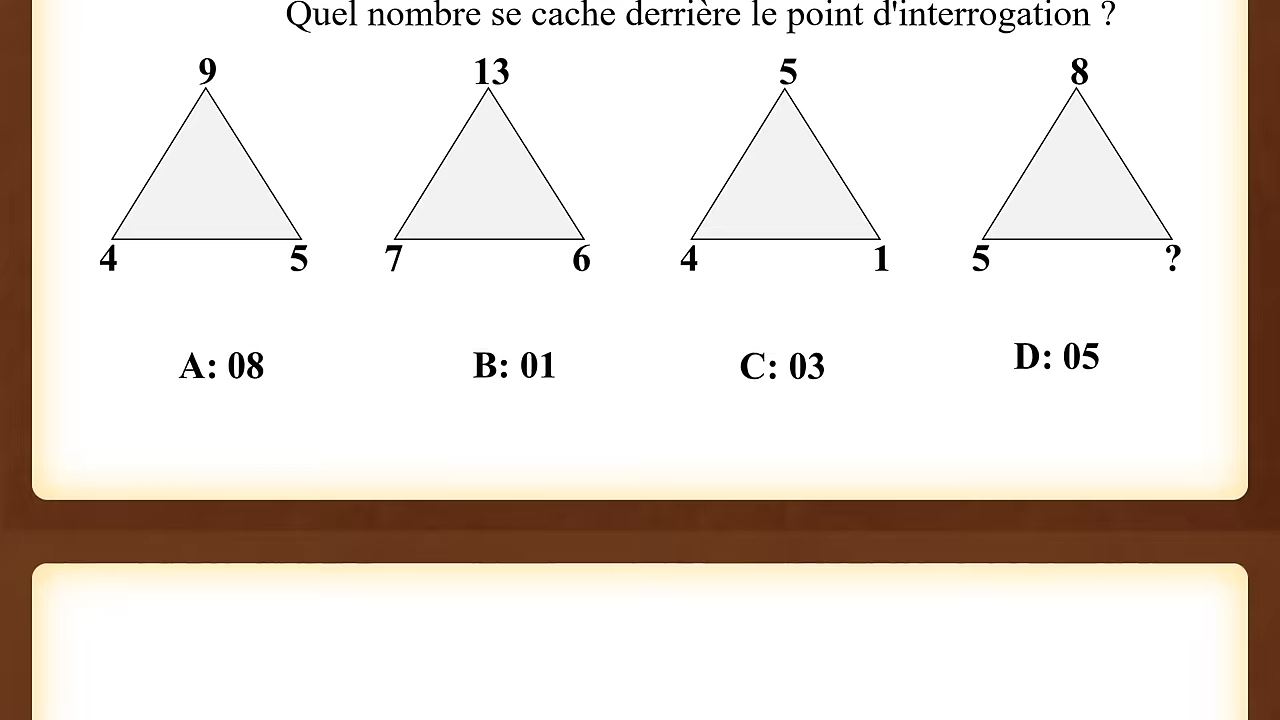 Quel nombre se cache derrière le point d'interrogation ?
9 13 5 8
4 5 7 6 4 1 5 ?
A: 08 B: 01 C: 03 D: 05